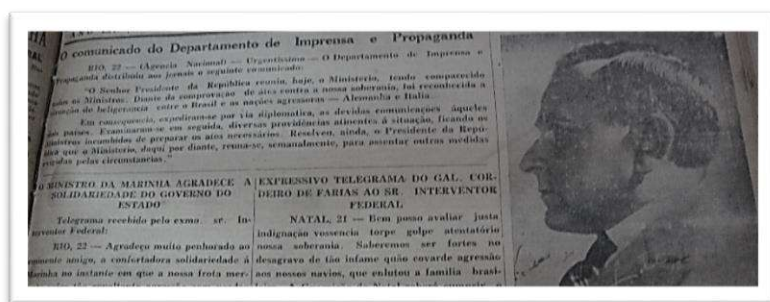 O comunicado do Departamento de Imprensa e Propaganda
RIO, 22 — (Agencia Nacional) — Urgentissimo — O Departamento de Imprensa e
Propaganda distribuiu aos jornais o seguinte comunicado:
"O Senhor Presidente da República reuniu, hoje, o Ministerio, tendo comparecido
todos os Ministros. Diante da comprovação de atos contra a nossa soberania, foi reconhecida a
situação de beligerancia entre o Brasil e as nações agressoras — Alemanha e Italia.
Em consequencia, expediram-se por via diplomatica, as devidas comunicações àqueles
dois países. Examinaram-se em seguida, diversas providências atinentes á situação, ficando os
Ministros incumbidos de preparar os atos necessários. Resolveu, ainda, o Presidente da Repú-
blica que o Ministerio, daqui por diante, reuna-se, semanalmente, para assentar outras medidas
exigidas pelas circunstancias."
O MINISTRO DA MARINHA AGRADECE A
SOLIDARIEDADE DO GOVERNO DO
ESTADO
Telegrama recebido pelo exmo. sr. In-
terventor Federal:
RIO, 22 — Agradeço muito penhorado ao
amigo, a confortadora solidariedade á
Marinha no instante em que a nossa frota mer-
EXPRESSIVO TELEGRAMA DO GAL. COR-
DEIRO DE FARIAS AO SR. INTERVENTOR
FEDERAL
NATAL, 21 — Bem posso avaliar justa
indignação vossencia torpe golpe atentatório
nossa soberania. Saberemos ser fortes no
desagravo de tão infame quão covarde agressão
aos nossos navios, que enlutou a familia brasi-